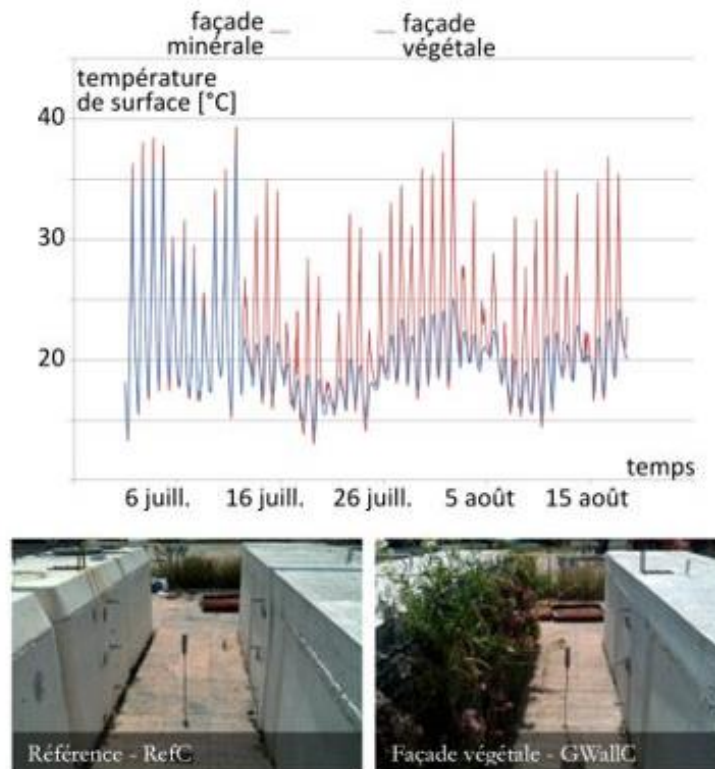 façade minérale
façade végétale
température
de surface [°C]
40
30
20
temps
6 juill. 16 juill. 26 juill. 5 août 15 août
Référence - RefC
Façade végétale - GWallC